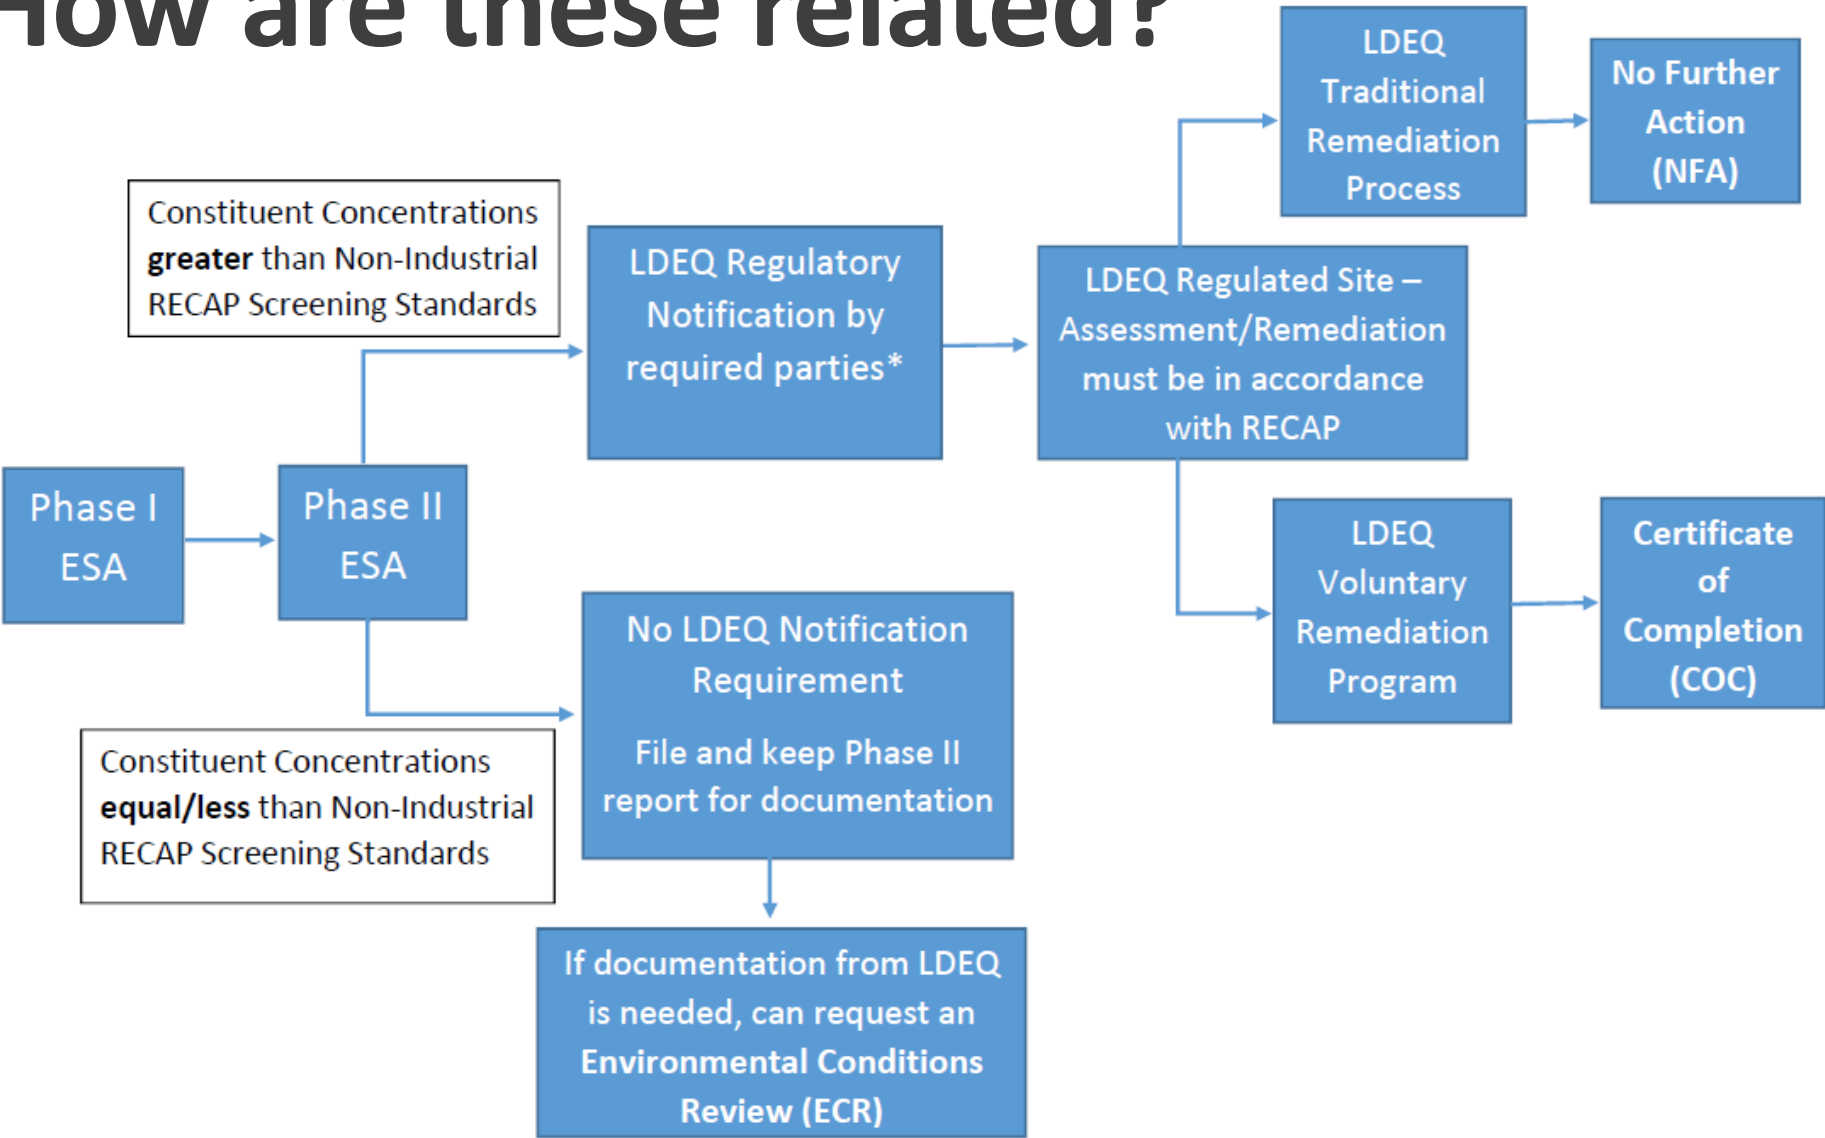 How are these related?
LDEQ
Traditional
Remediation
Process
No Further
Action
(NFA)
Constituent Concentrations
greater than Non-Industrial
RECAP Screening Standards
LDEQ Regulatory
Notification by
required parties*
LDEQ Regulated Site –
Assessment/Remediation
must be in accordance
with RECAP
Phase I
ESA
Phase II
ESA
LDEQ
Voluntary
Remediation
Program
Certificate
of
Completion
(COC)
No LDEQ Notification
Requirement
File and keep Phase II
report for documentation
Constituent Concentrations
equal/less than Non-Industrial
RECAP Screening Standards
If documentation from LDEQ
is needed, can request an
Environmental Conditions
Review (ECR)